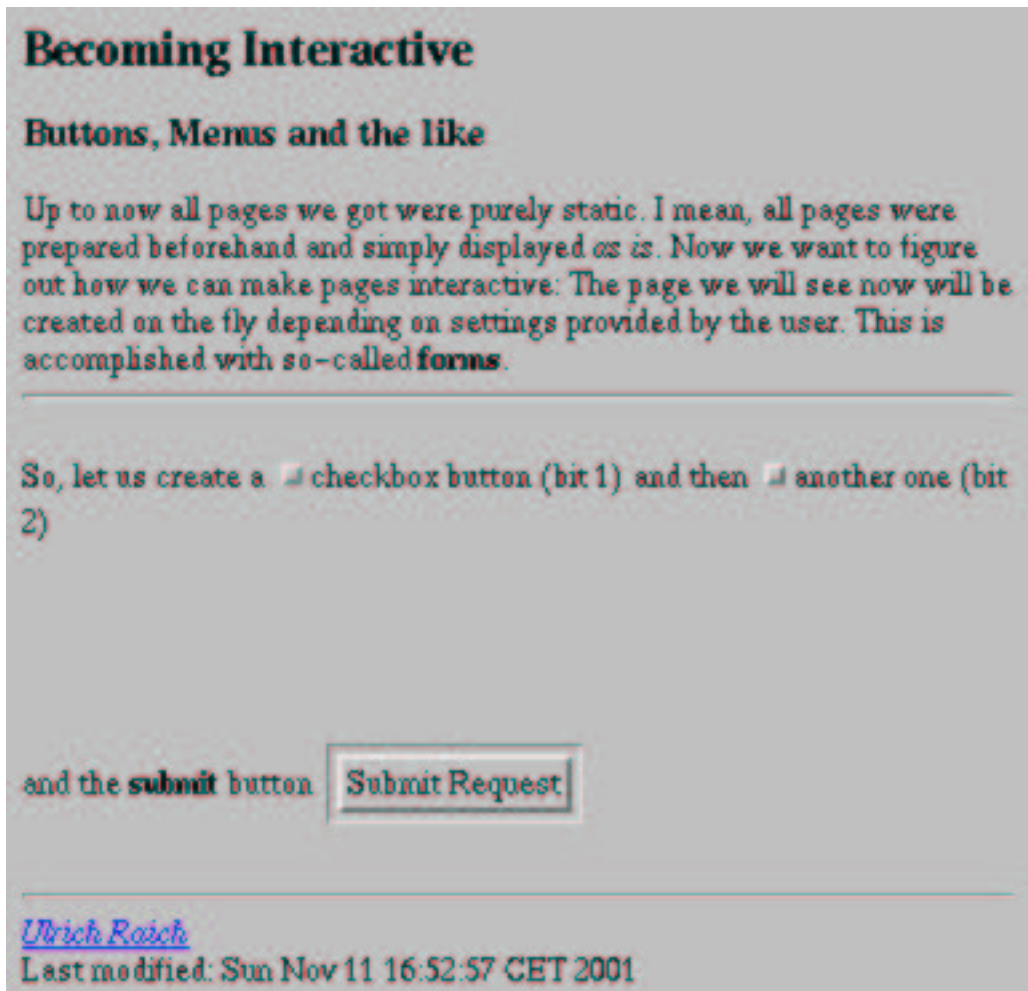 Becoming Interactive
Buttons, Menus and the like
Up to now all pages we got were purely static. I mean, all pages were
prepared beforehand and simply displayed as is. Now we want to figure
out how we can make pages interactive: The page we will see now will be
created on the fly depending on settings provided by the user. This is
accomplished with so-called forms.
So, let us create a checkbox button (bit 1) and then another one (bit
2)
and the submit button Submit Request
Ulrich Raich
Last modified: Sun Nov 11 16:52:57 CET 2001